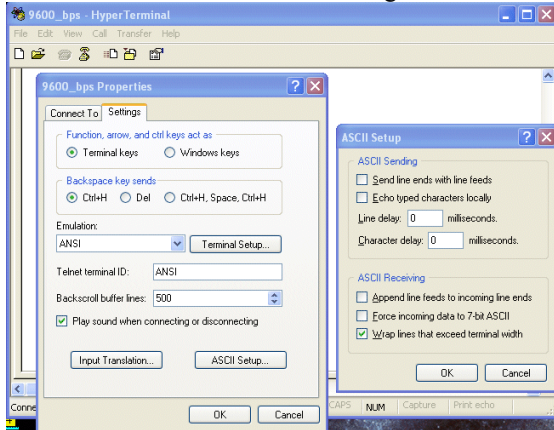 9600_bps - HyperTerminal
File Edit View Call Transfer Help
9600_bps Properties
Connect To Settings
Function, arrow, and ctrl keys act as
Terminal keys Windows keys
Backspace key sends
Ctrl+H Del Ctrl+H, Space, Ctrl+H
Emulation:
ANSI Terminal Setup...
Telnet terminal ID: ANSI
Backscroll buffer lines: 500
Play sound when connecting or disconnecting
Input Translation... ASCII Setup...
OK Cancel
ASCII Setup
ASCII Sending
Send line ends with line feeds
Echo typed characters locally
Line delay: 0 milliseconds.
Character delay: 0 milliseconds.
ASCII Receiving
Append line feeds to incoming line ends
Force incoming data to 7-bit ASCII
Wrap lines that exceed terminal width
OK Cancel
Conne CAPS NUM Capture Print echo